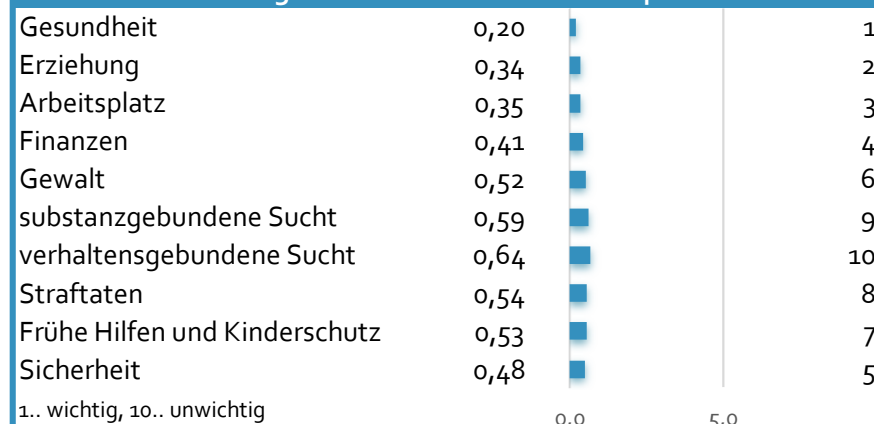 Gesundheit 0,20 1
Erziehung 0,34 2
Arbeitsplatz 0,35 3
Finanzen 0,41 4
Gewalt 0,52 6
substanzgebundene Sucht 0,59 9
verhaltensgebundene Sucht 0,64 10
Straftaten 0,54 8
Frühe Hilfen und Kinderschutz 0,53 7
Sicherheit 0,48 5
1.. wichtig, 10.. unwichtig 0,0 5,0